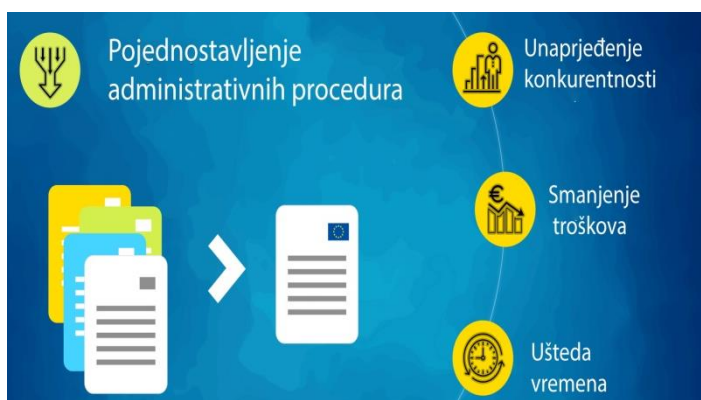 Pojednostavljenje
administrativnih procedura
Unaprjeđenje
konkurentnosti
Smanjenje
troškova
Ušteda
vremena